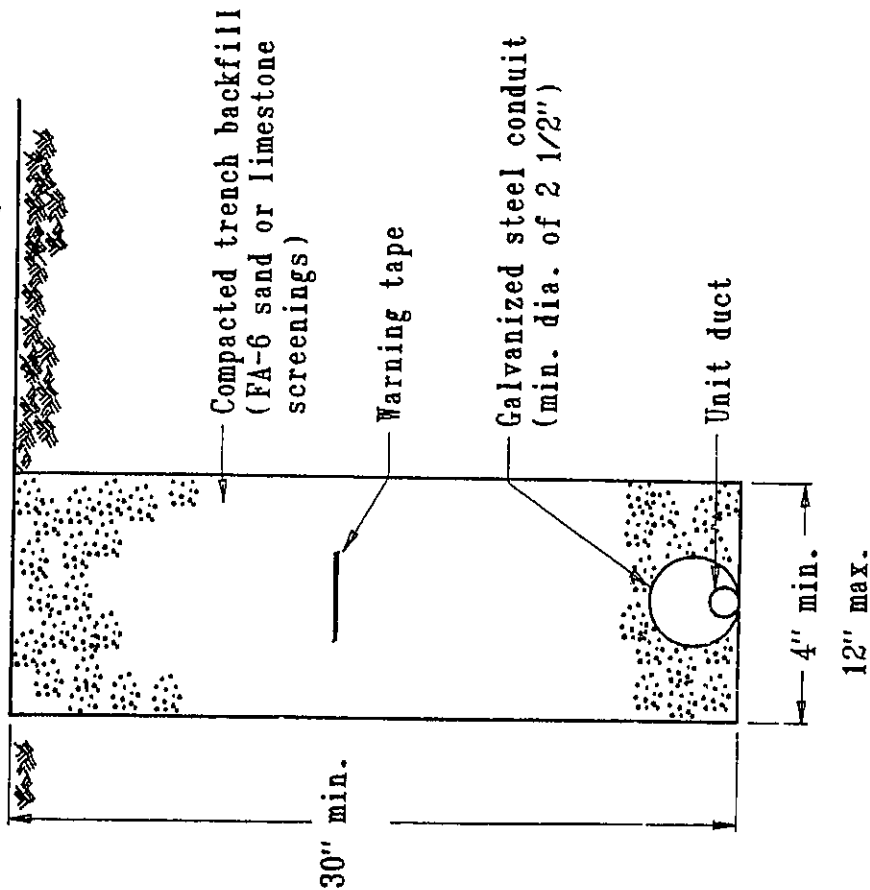 Compacted trench backfill
(FA-6 sand or limestone
screenings)
Warning tape
Galvanized steel conduit
(min. dia. of 2 1/2")
Unit duct
30" min.
4" min.
12" max.